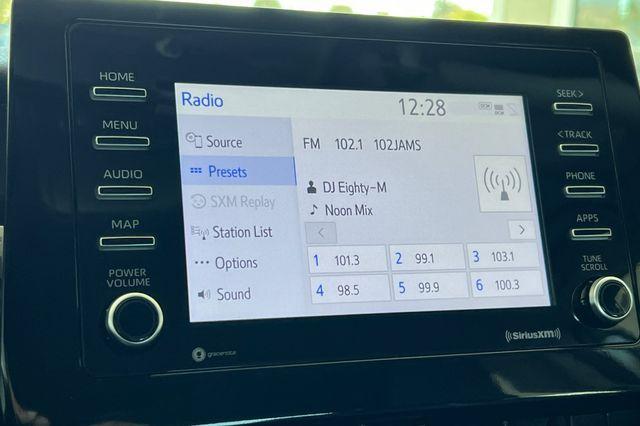 HOME
MENU
AUDIO
MAP
POWER
VOLUME
Radio
12:28
DCM
DCM
Source
Presets
SXM Replay
Station List
Options
Sound
FM 102.1 102JAMS
DJ Eighty-M
Noon Mix
<
>
1 101.3
2 99.1
3 103.1
4 98.5
5 99.9
6 100.3
SEEK >
< TRACK
PHONE
APPS
TUNE
SCROLL
g gracenote
((SiriusXM))